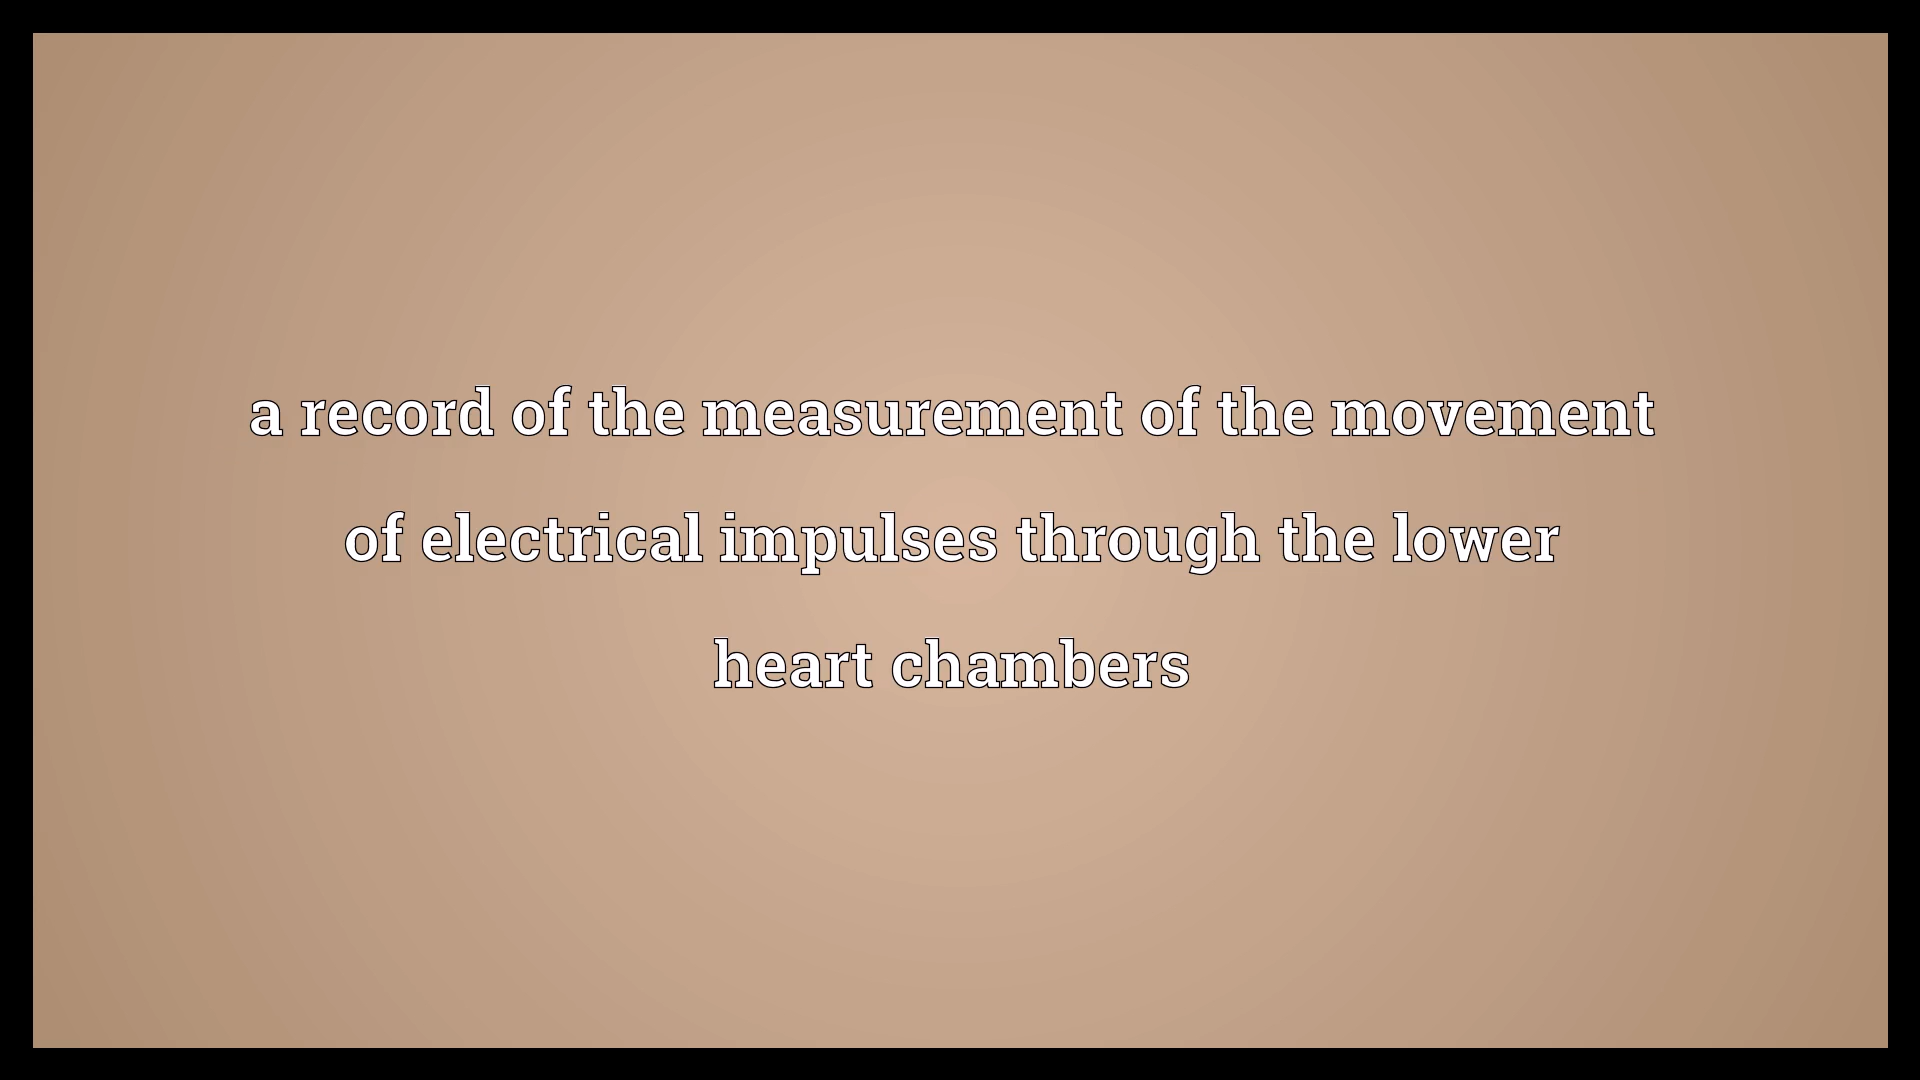 a record of the measurement of the movement
of electrical impulses through the lower
heart chambers